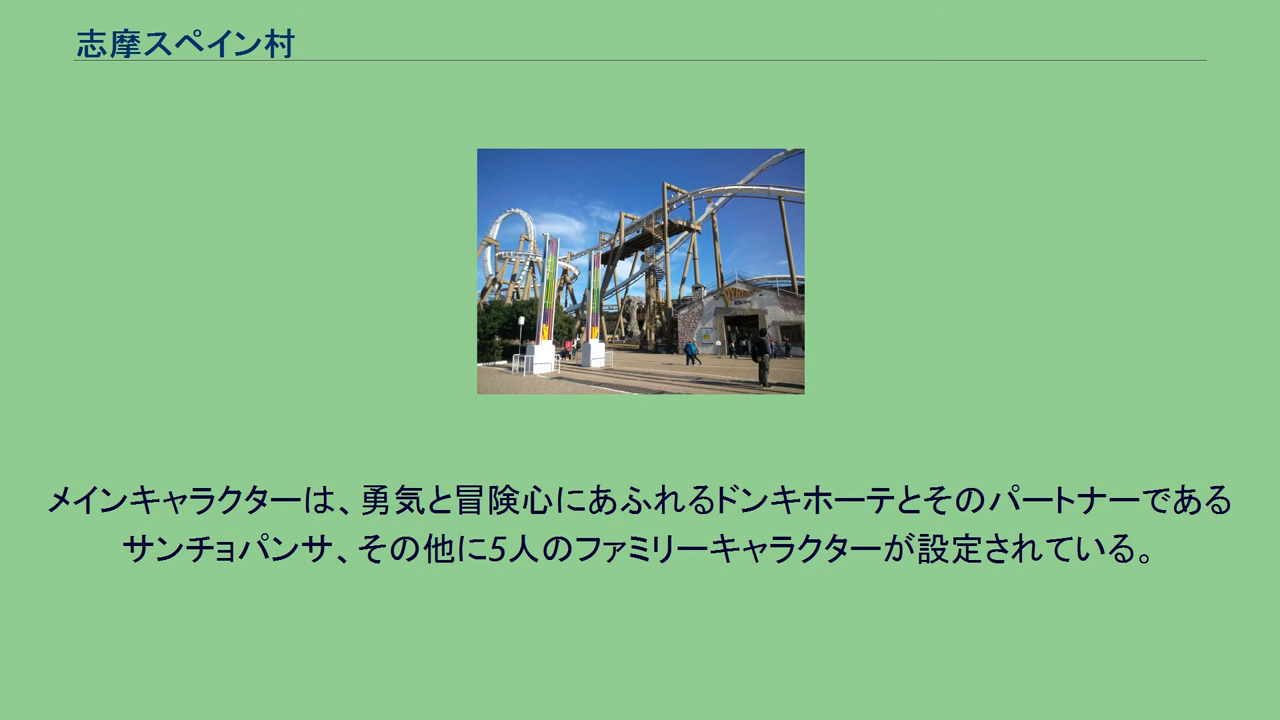 志摩スペイン村
メインキャラクターは、勇気と冒険心にあふれるドンキホーテとそのパートナーである
サンチョパンサ、その他に5人のファミリーキャラクターが設定されている。